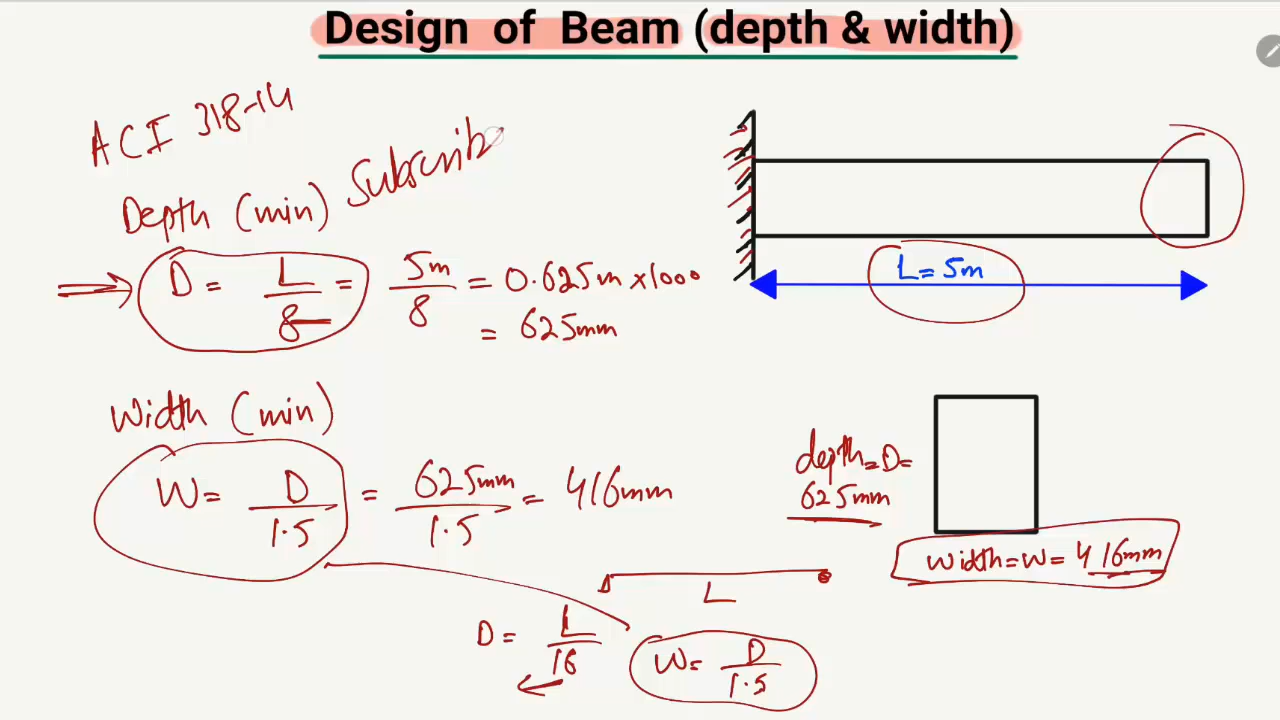 Design of Beam (depth & width)
ACI 318-14
Subscrib
Depth (min)
D = L/8 = 5m/8 = 0.625m x1000
= 625mm
L= 5m
Width (min)
W= D/1.5 = 625mm/1.5 = 416mm
depth=D=
625mm
Width=W= 416mm
L
D= L/16
W= D/1.5